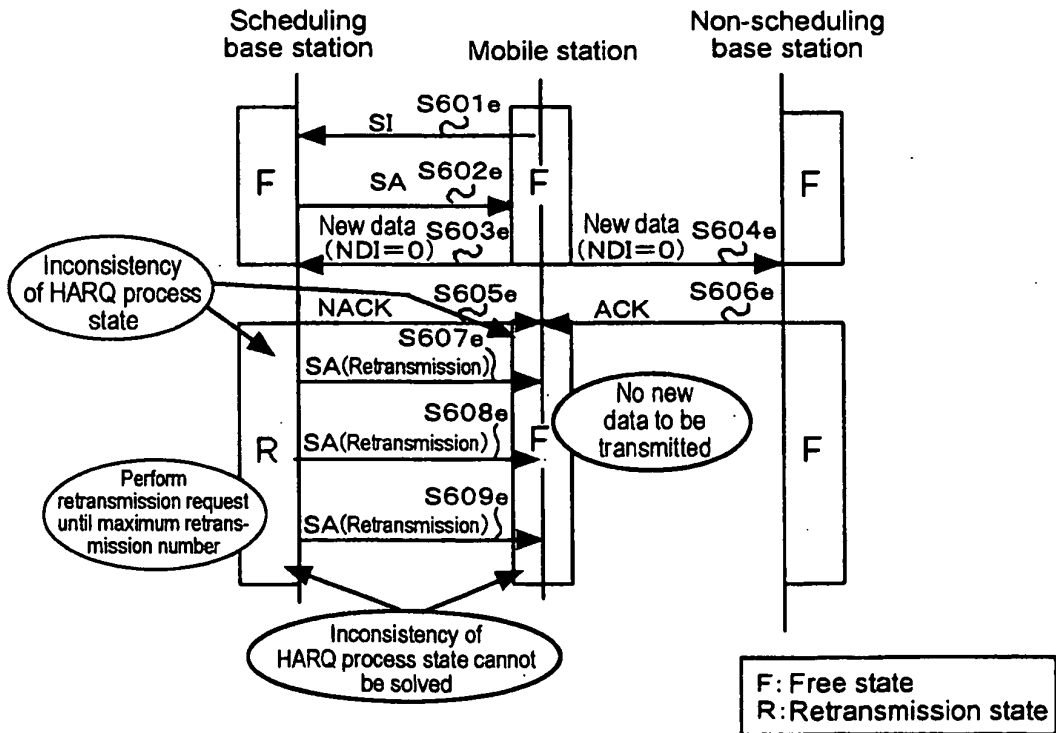 Scheduling
base station
Mobile station
Non-scheduling
base station
S601e
SI
F
F
F
S602e
SA
New data
(NDI=0)
S603e
New data
(NDI=0)
S604e
Inconsistency
of HARQ process
state
NACK
S605e
ACK
S606e
S607e
SA(Retransmission)
No new
data to be
transmitted
S608e
R
SA(Retransmission)
F
F
Perform
retransmission request
until maximum retrans-
mission number
S609e
SA(Retransmission)
Inconsistency of
HARQ process state cannot
be solved
F: Free state
R: Retransmission state